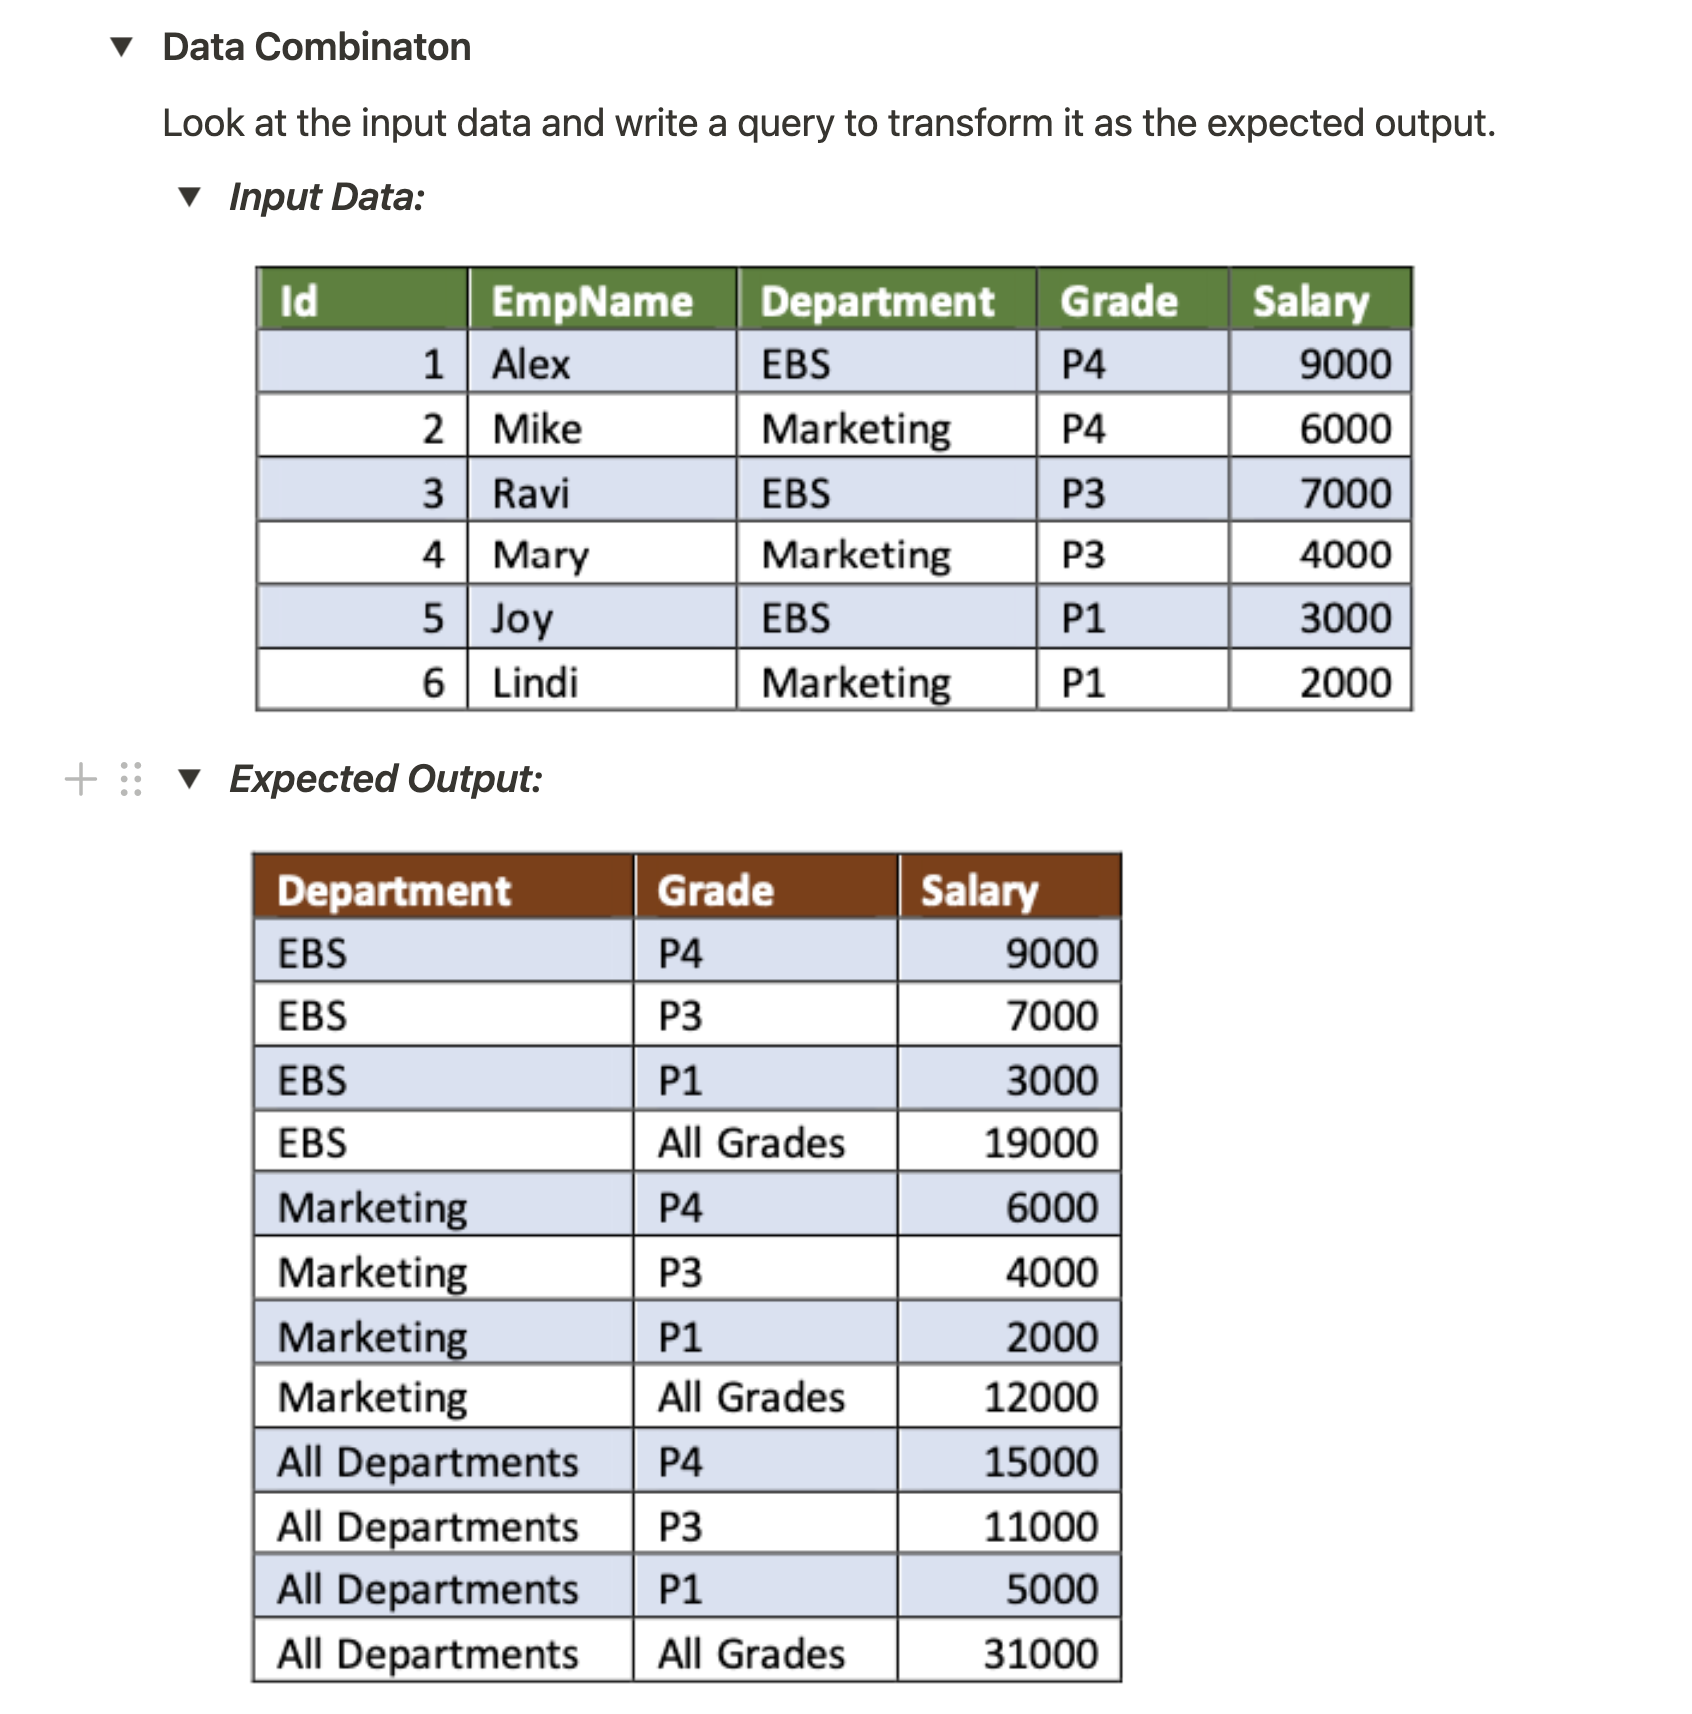 Data Combinaton
Look at the input data and write a query to transform it as the expected output.
Input Data:
Id EmpName Department Grade Salary
1 Alex EBS P4 9000
2 Mike Marketing P4 6000
3 Ravi EBS P3 7000
4 Mary Marketing P3 4000
5 Joy EBS P1 3000
6 Lindi Marketing P1 2000
Expected Output:
Department Grade Salary
EBS P4 9000
EBS P3 7000
EBS P1 3000
EBS All Grades 19000
Marketing P4 6000
Marketing P3 4000
Marketing P1 2000
Marketing All Grades 12000
All Departments P4 15000
All Departments P3 11000
All Departments P1 5000
All Departments All Grades 31000